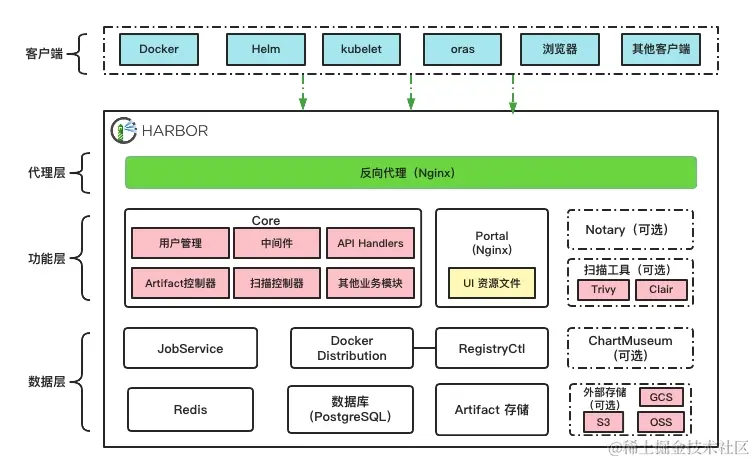 客户端
Docker
Helm
kubelet
oras
浏览器
其他客户端
HARBOR
代理层
反向代理（Nginx）
功能层
Core
用户管理
中间件
API Handlers
Artifact控制器
扫描控制器
其他业务模块
Portal
(Nginx)
UI 资源文件
Notary（可选）
扫描工具（可选）
Trivy
Clair
数据层
JobService
Docker
Distribution
RegistryCtl
ChartMuseum
（可选）
Redis
数据库
（PostgreSQL）
Artifact 存储
外部存储
（可选）
GCS
S3
OSS
@稀土掘金技术社区